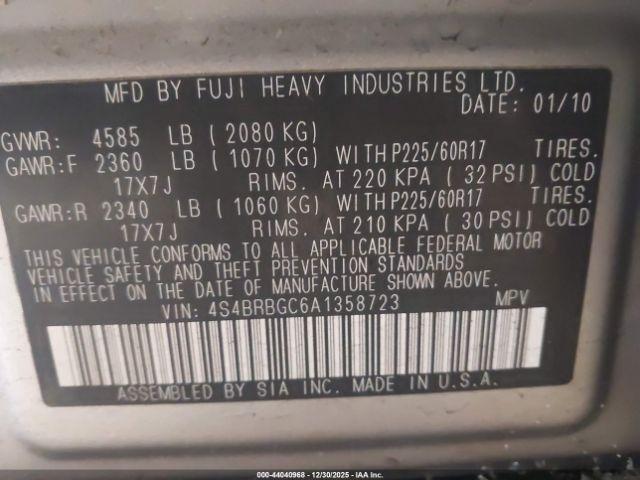 MFD BY FUJI HEAVY INDUSTRIES LTD.
DATE: 01/10
GVWR: 4585 LB ( 2080 KG)
GAWR:F 2360 LB ( 1070 KG) WITH P225/60R17 TIRES.
17X7J RIMS. AT 220 KPA ( 32 PSI) COLD
GAWR:R 2340 LB ( 1060 KG) WITH P225/60R17 TIRES.
17X7J RIMS. AT 210 KPA ( 30 PSI) COLD
THIS VEHICLE CONFORMS TO ALL APPLICABLE FEDERAL MOTOR
VEHICLE SAFETY AND THEFT PREVENTION STANDARDS
IN EFFECT ON THE DATE OF MANUFACTURE SHOWN ABOVE.
VIN: 4S4BRBGC6A1358723 MPV
ASSEMBLED BY SIA INC. MADE IN U.S.A.
000-44040968 - 12/30/2025 - IAA Inc.